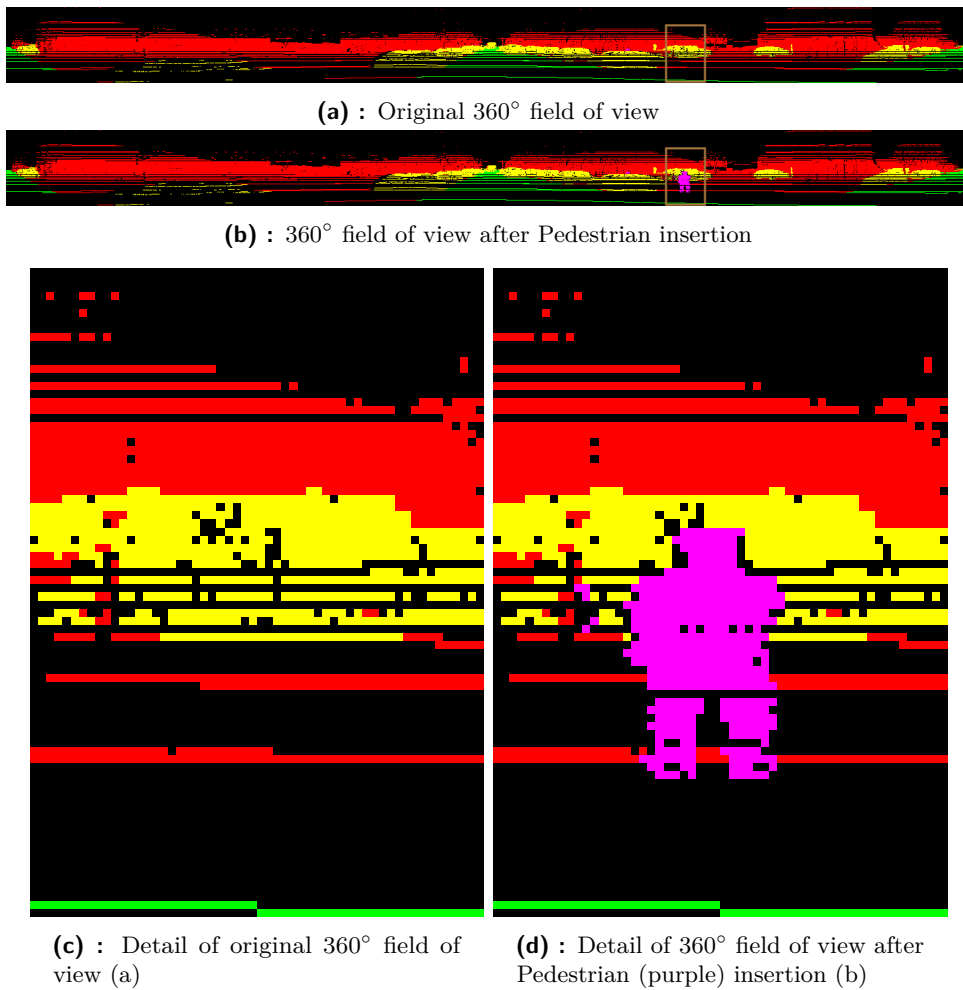 (a) : Original 360° field of view
(b) : 360° field of view after Pedestrian insertion
(c) : Detail of original 360° field of
view (a)
(d) : Detail of 360° field of view after
Pedestrian (purple) insertion (b)